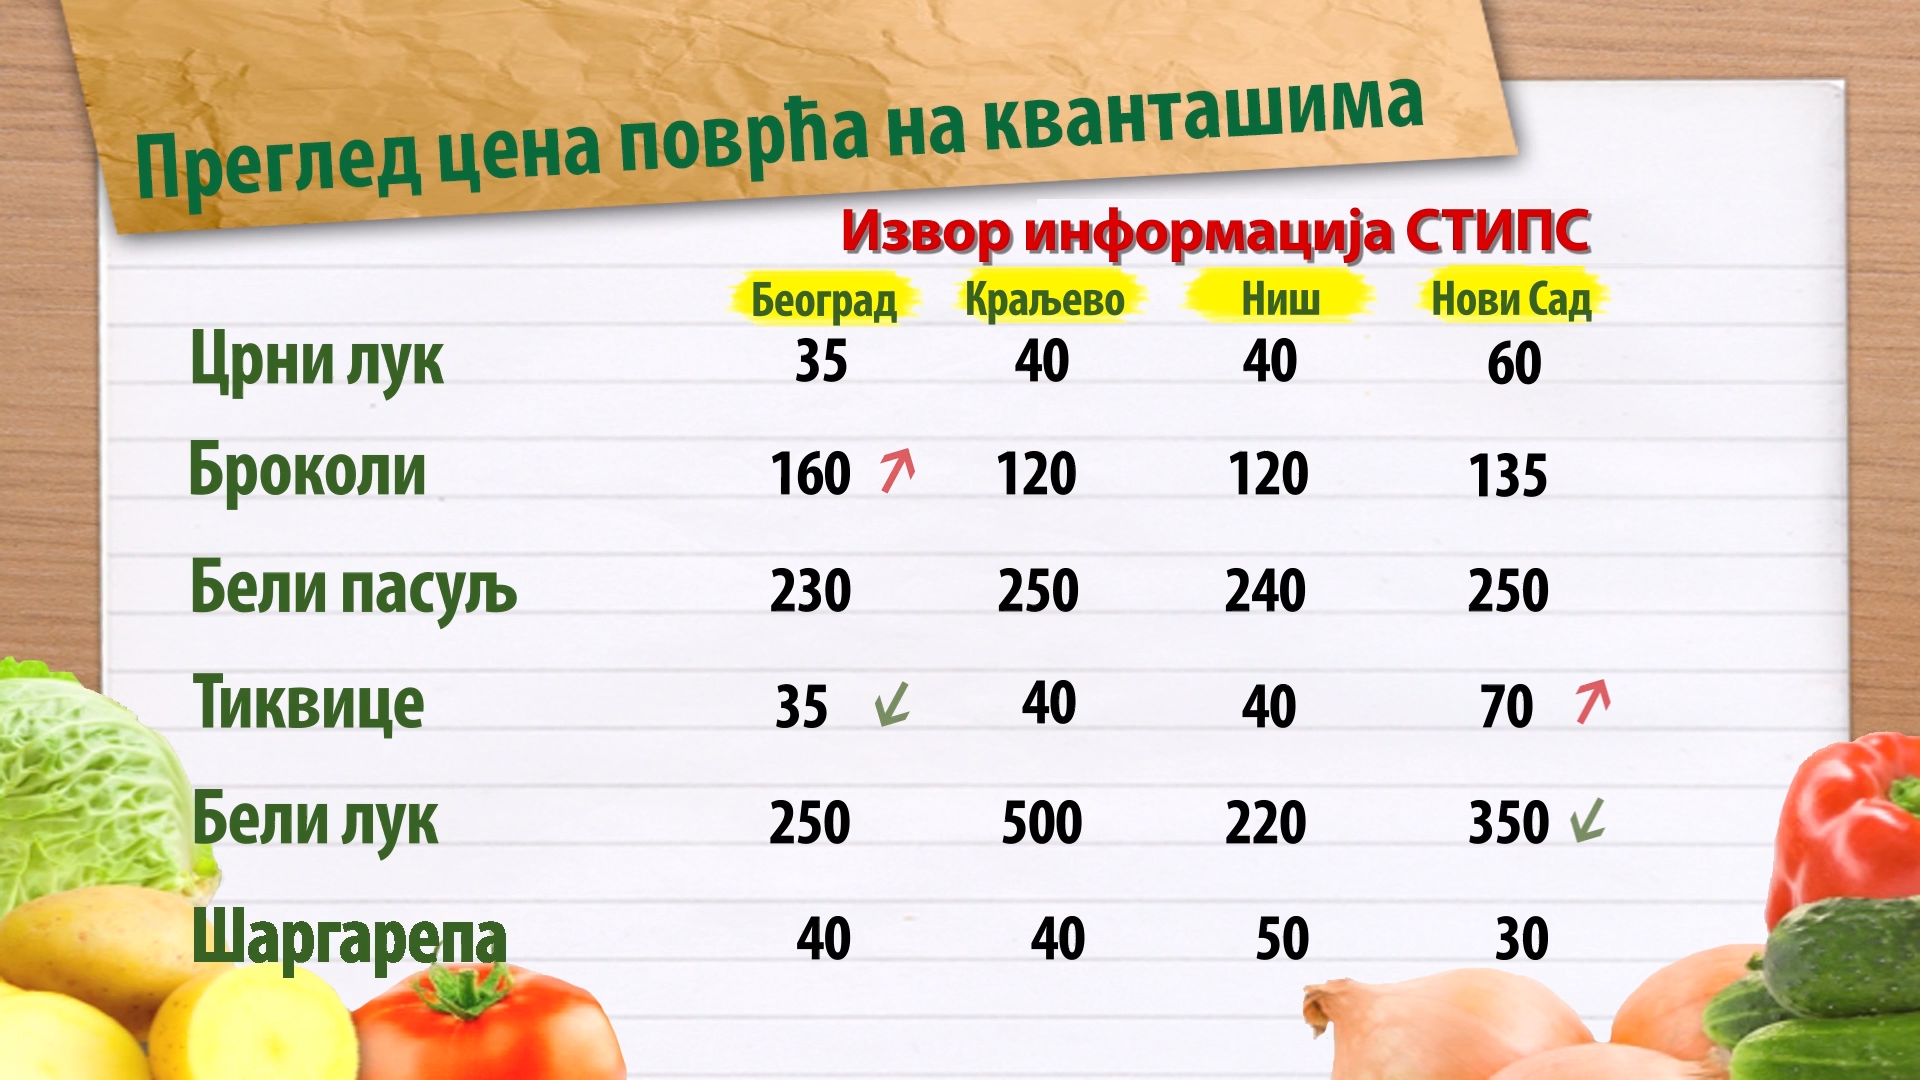 Преглед цена поврћа на кванташима
Извор информација СТИПС
Београд Краљево Ниш Нови Сад
Црни лук 35 40 40 60
Броколи 160 120 120 135
Бели пасуљ 230 250 240 250
Тиквице 35 40 40 70
Бели лук 250 500 220 350
Шаргарепа 40 40 50 30